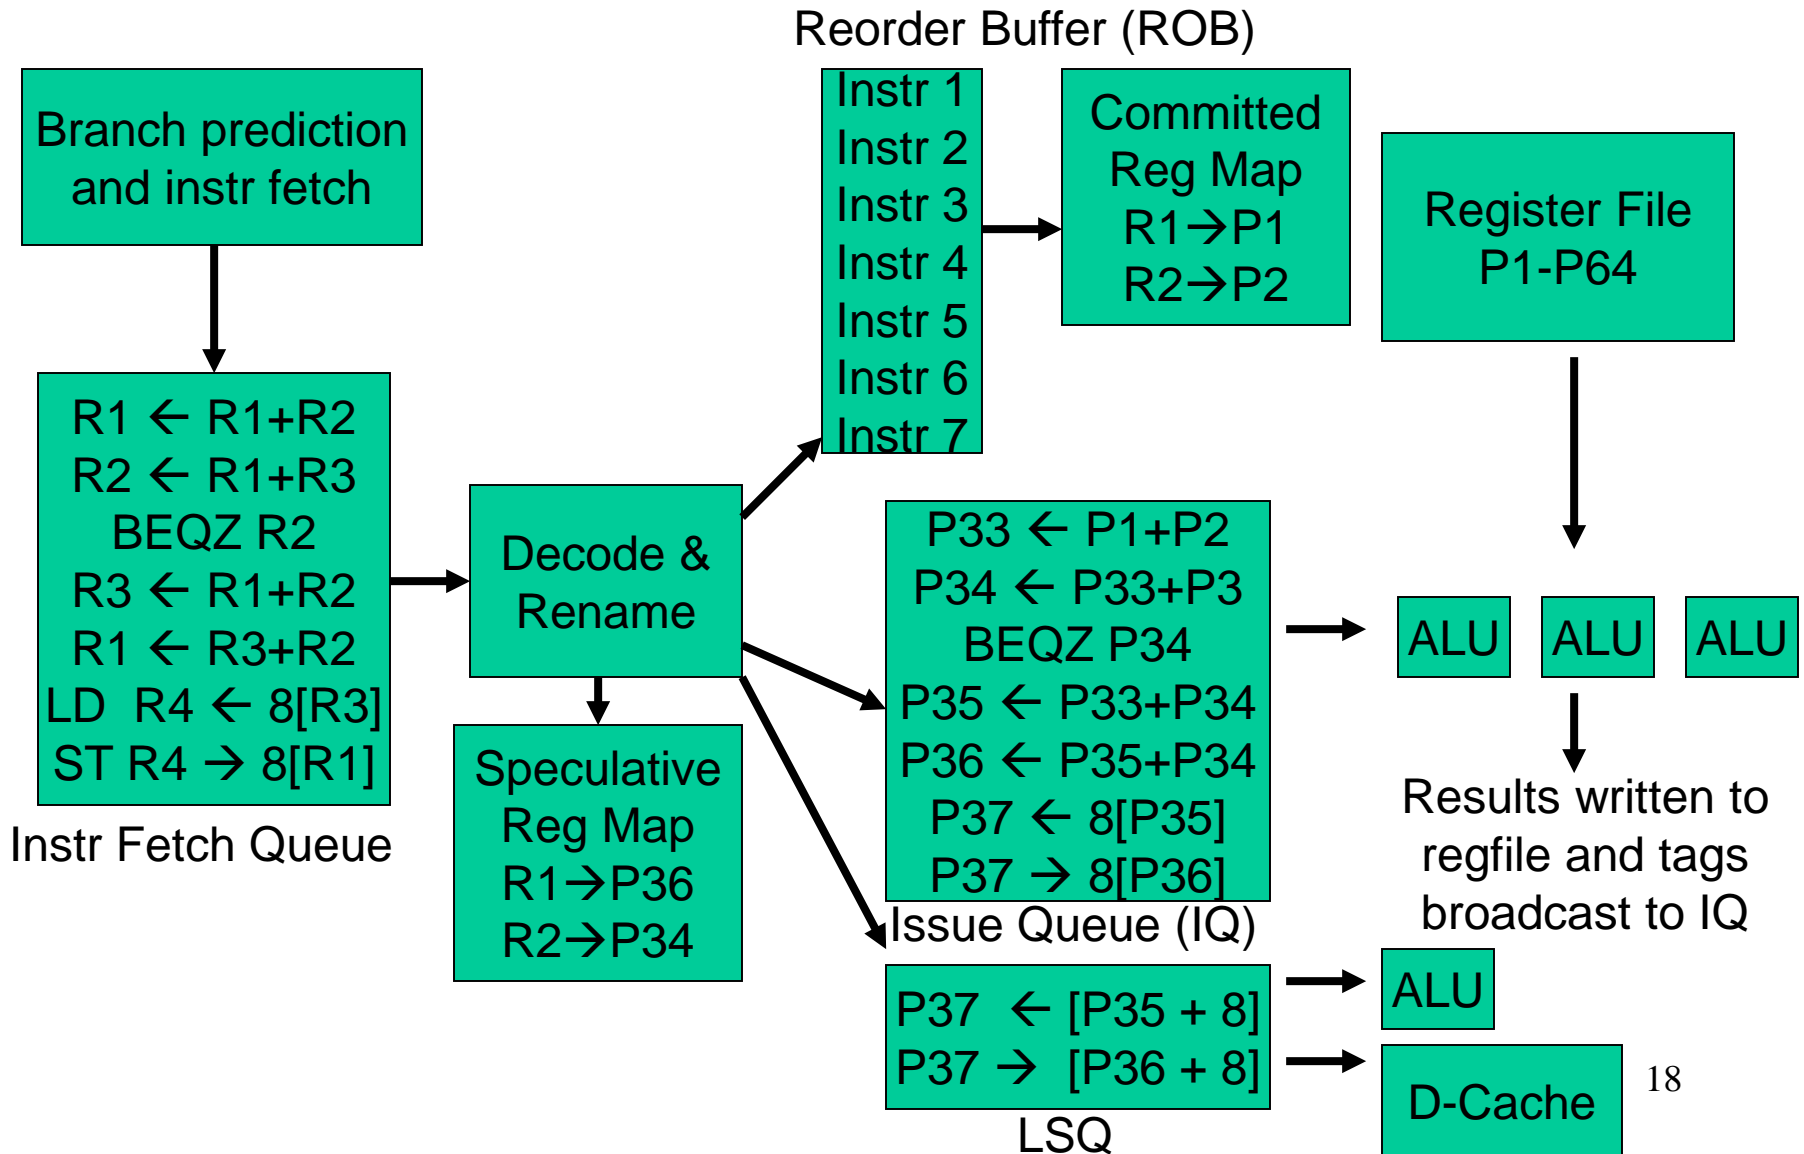 Reorder Buffer (ROB)
Branch prediction
and instr fetch
Instr 1
Instr 2
Instr 3
Instr 4
Instr 5
Instr 6
Instr 7
Committed
Reg Map
R1→P1
R2→P2
Register File
P1-P64
R1 ← R1+R2
R2 ← R1+R3
BEQZ R2
R3 ← R1+R2
R1 ← R3+R2
LD R4 ← 8[R3]
ST R4 → 8[R1]
Instr Fetch Queue
Decode &
Rename
Speculative
Reg Map
R1→P36
R2→P34
P33 ← P1+P2
P34 ← P33+P3
BEQZ P34
P35 ← P33+P34
P36 ← P35+P34
P37 ← 8[P35]
P37 → 8[P36]
Issue Queue (IQ)
ALU
ALU
ALU
Results written to
regfile and tags
broadcast to IQ
P37 ← [P35 + 8]
P37 → [P36 + 8]
LSQ
ALU
D-Cache
18